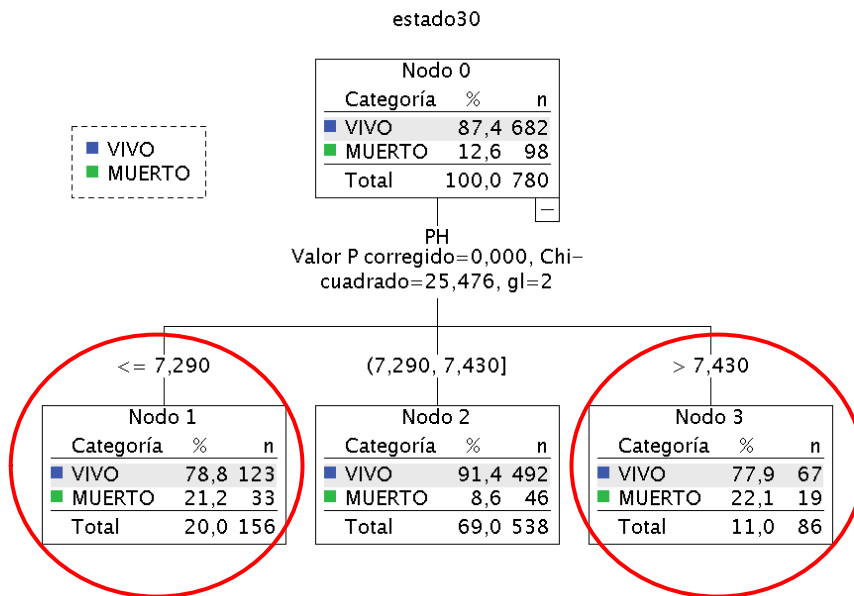 estado30
VIVO
MUERTO
Nodo 0
Categoría % n
VIVO 87,4 682
MUERTO 12,6 98
Total 100,0 780
PH
Valor P corregido=0,000, Chi-
cuadrado=25,476, gl=2
<= 7,290
(7,290, 7,430]
> 7,430
Nodo 1
Categoría % n
VIVO 78,8 123
MUERTO 21,2 33
Total 20,0 156
Nodo 2
Categoría % n
VIVO 91,4 492
MUERTO 8,6 46
Total 69,0 538
Nodo 3
Categoría % n
VIVO 77,9 67
MUERTO 22,1 19
Total 11,0 86